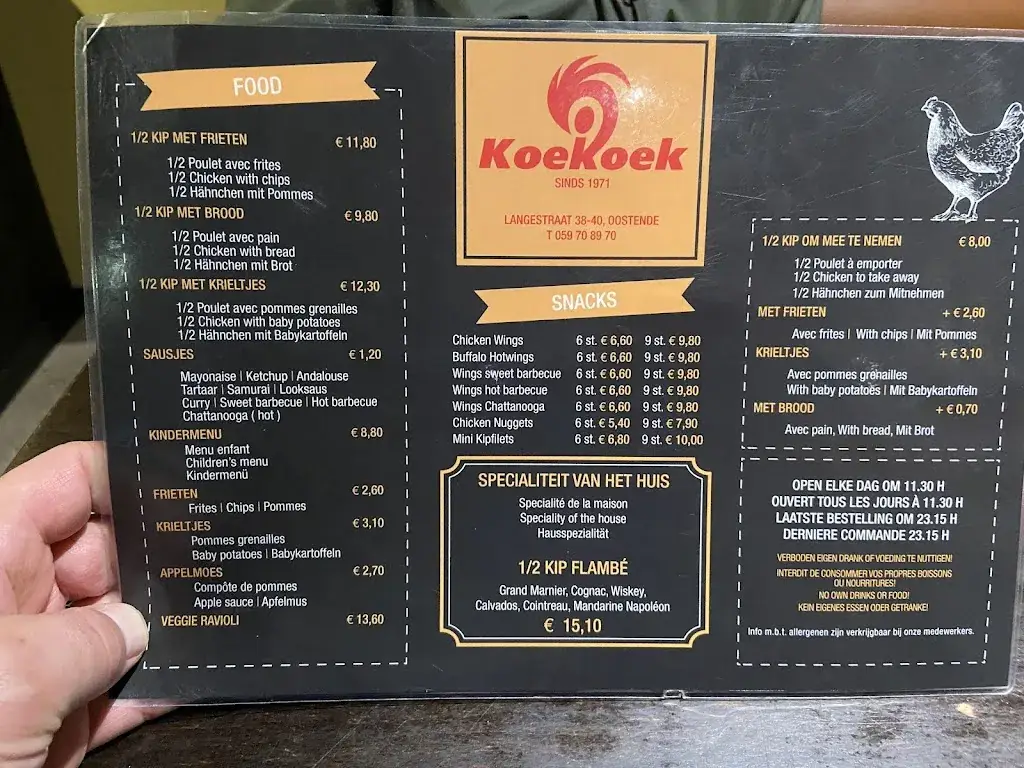 FOOD
1/2 KIP MET FRIETEN € 11,80
1/2 Poulet avec frites
1/2 Chicken with chips
1/2 Hähnchen mit Pommes
1/2 KIP MET BROOD € 9,80
1/2 Poulet avec pain
1/2 Chicken with bread
1/2 Hähnchen mit Brot
1/2 KIP MET KRIELTJES € 12,30
1/2 Poulet avec pommes grenailles
1/2 Chicken with baby potatoes
1/2 Hähnchen mit Babykartoffeln
SAUSJES € 1,20
Mayonaise | Ketchup | Andalouse
Tartaar | Samurai | Looksaus
Curry | Sweet barbecue | Hot barbecue
Chattanooga ( hot )
KINDERMENU € 8,80
Menu enfant
Children's menu
Kindermenü
FRIETEN € 2,60
Frites | Chips | Pommes
KRIELTJES € 3,10
Pommes grenailles
Baby potatoes | Babykartoffeln
APPELMOES € 2,70
Compôte de pommes
Apple sauce | Apfelmus
VEGGIE RAVIOLI € 13,60
KoeKoek
SINDS 1971
LANGESTRAAT 38-40, OOSTENDE
T 059 70 89 70
SNACKS
Chicken Wings 6 st. € 6,60 9 st. € 9,80
Buffalo Hotwings 6 st. € 6,60 9 st. € 9,80
Wings sweet barbecue 6 st. € 6,60 9 st. € 9,80
Wings hot barbecue 6 st. € 6,60 9 st. € 9,80
Wings Chattanooga 6 st. € 6,60 9 st. € 9,80
Chicken Nuggets 6 st. € 5,40 9 st. € 7,90
Mini Kipfilets 6 st. € 6,80 9 st. € 10,00
SPECIALITEIT VAN HET HUIS
Specialité de la maison
Speciality of the house
Hausspezialität
1/2 KIP FLAMBÉ
Grand Marnier, Cognac, Wiskey,
Calvados, Cointreau, Mandarine Napoléon
€ 15,10
1/2 KIP OM MEE TE NEMEN € 8,00
1/2 Poulet à emporter
1/2 Chicken to take away
1/2 Hähnchen zum Mitnehmen
MET FRIETEN + € 2,60
Avec frites | With chips | Mit Pommes
KRIELTJES + € 3,10
Avec pommes grenailles
With baby potatoes | Mit Babykartoffeln
MET BROOD + € 0,70
Avec pain, With bread, Mit Brot
OPEN ELKE DAG OM 11.30 H
OUVERT TOUS LES JOURS À 11.30 H
LAATSTE BESTELLING OM 23.15 H
DERNIERE COMMANDE 23.15 H
VERBODEN EIGEN DRANK OF VOEDING TE NUTTIGEN!
INTERDIT DE CONSOMMER VOS PROPRES BOISSONS
OU NOURRITURES!
NO OWN DRINKS OR FOOD!
KEIN EIGENES ESSEN ODER GETRANKE!
Info m.b.t. allergenen zijn verkrijgbaar bij onze medewerkers.